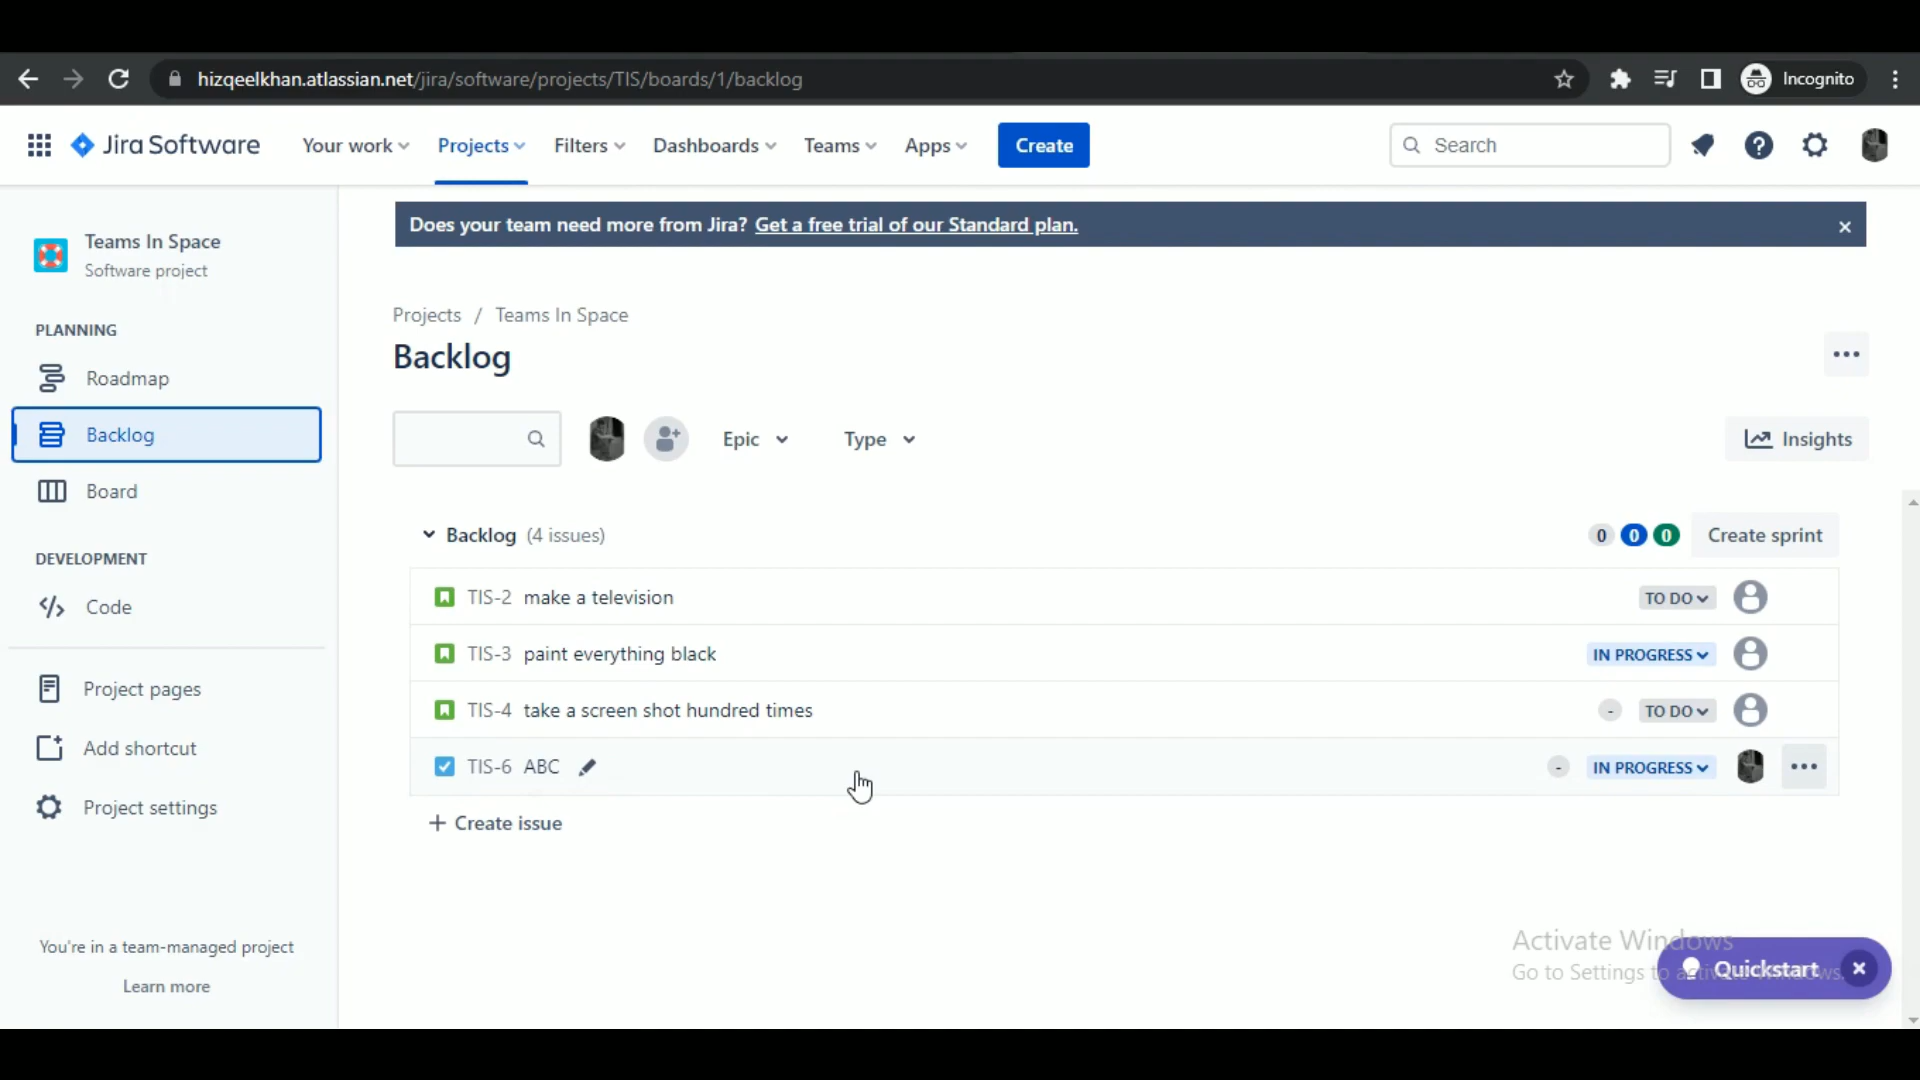 hizqeelkhan.atlassian.net/jira/software/projects/TIS/boards/1/backlog
Incognito
Jira Software
Your work
Projects
Filters
Dashboards
Teams
Apps
Create
Search
Teams In Space
Software project
Does your team need more from Jira? Get a free trial of our Standard plan.
PLANNING
Roadmap
Backlog
Board
DEVELOPMENT
Code
Project pages
Add shortcut
Project settings
You're in a team-managed project
Learn more
Projects / Teams In Space
Backlog
Epic
Type
Insights
Backlog (4 issues)
0 0 0
Create sprint
TIS-2 make a television
TO DO
TIS-3 paint everything black
IN PROGRESS
TIS-4 take a screen shot hundred times
- TO DO
TIS-6 ABC
- IN PROGRESS
+ Create issue
Activate Windows
Go to Settings to activate Windows.
Quickstart